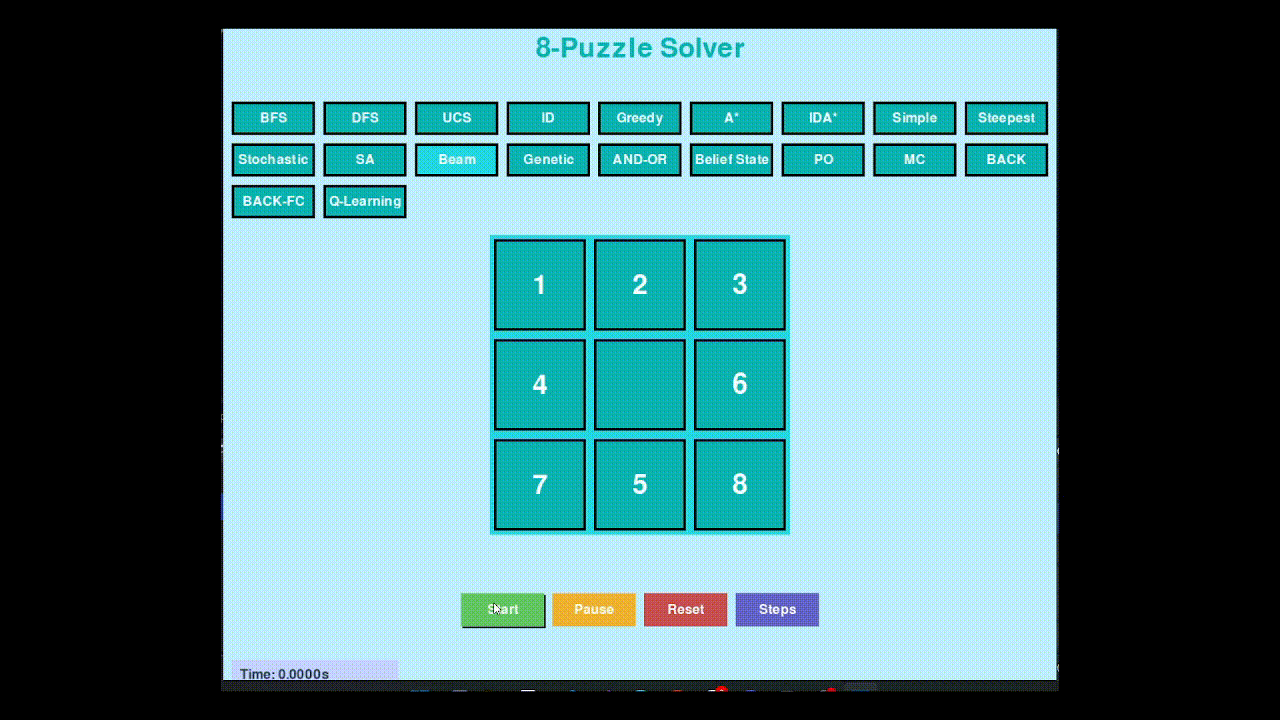 8-Puzzle Solver
BFS DFS UCS ID Greedy A* IDA* Simple Steepest
Stochastic SA Beam Genetic AND-OR Belief State PO MC BACK
BACK-FC Q-Learning
1 2 3
4 6
7 5 8
Start Pause Reset Steps
Time: 0.0000s